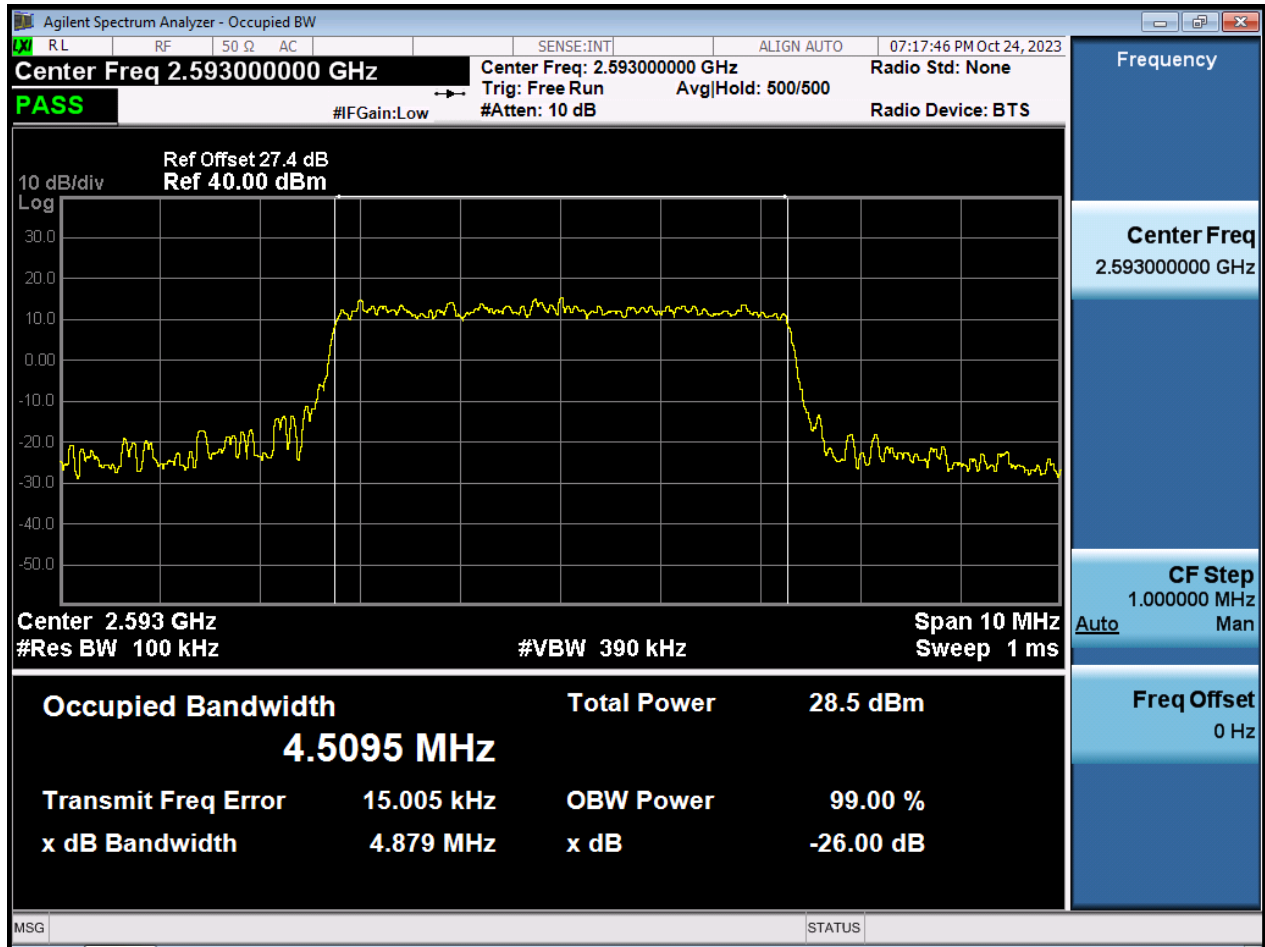 Agilent Spectrum Analyzer - Occupied BW
LXI RL RF 50 Ω AC SENSE:INT ALIGN AUTO 07:17:46 PM Oct 24, 2023
Center Freq 2.593000000 GHz
PASS
#IFGain:Low
Center Freq: 2.593000000 GHz
Trig: Free Run Avg|Hold: 500/500
#Atten: 10 dB
Radio Std: None
Radio Device: BTS
Ref Offset 27.4 dB
10 dB/div Ref 40.00 dBm
Log
30.0
20.0
10.0
0.00
-10.0
-20.0
-30.0
-40.0
-50.0
Center 2.593 GHz Span 10 MHz
#Res BW 100 kHz #VBW 390 kHz Sweep 1 ms
Occupied Bandwidth Total Power 28.5 dBm
4.5095 MHz
Transmit Freq Error 15.005 kHz OBW Power 99.00 %
x dB Bandwidth 4.879 MHz x dB -26.00 dB
Frequency
Center Freq
2.593000000 GHz
CF Step
1.000000 MHz
Auto Man
Freq Offset
0 Hz
MSG STATUS